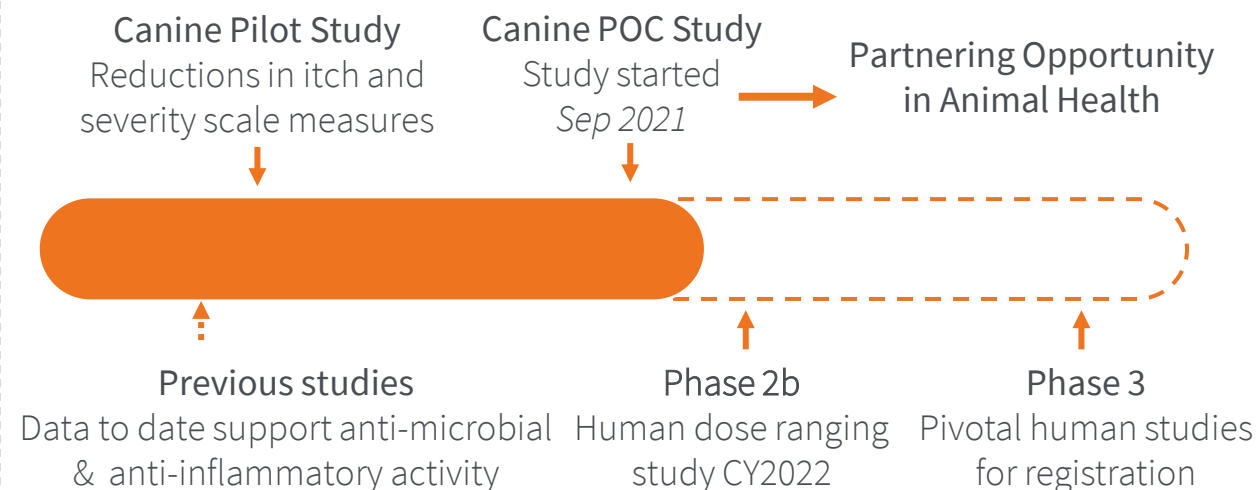 Canine Pilot Study
Reductions in itch and
severity scale measures
Canine POC Study
Study started
Sep 2021
Partnering Opportunity
in Animal Health
Previous studies
Data to date support anti-microbial
& anti-inflammatory activity
Phase 2b
Human dose ranging
study CY2022
Phase 3
Pivotal human studies
for registration